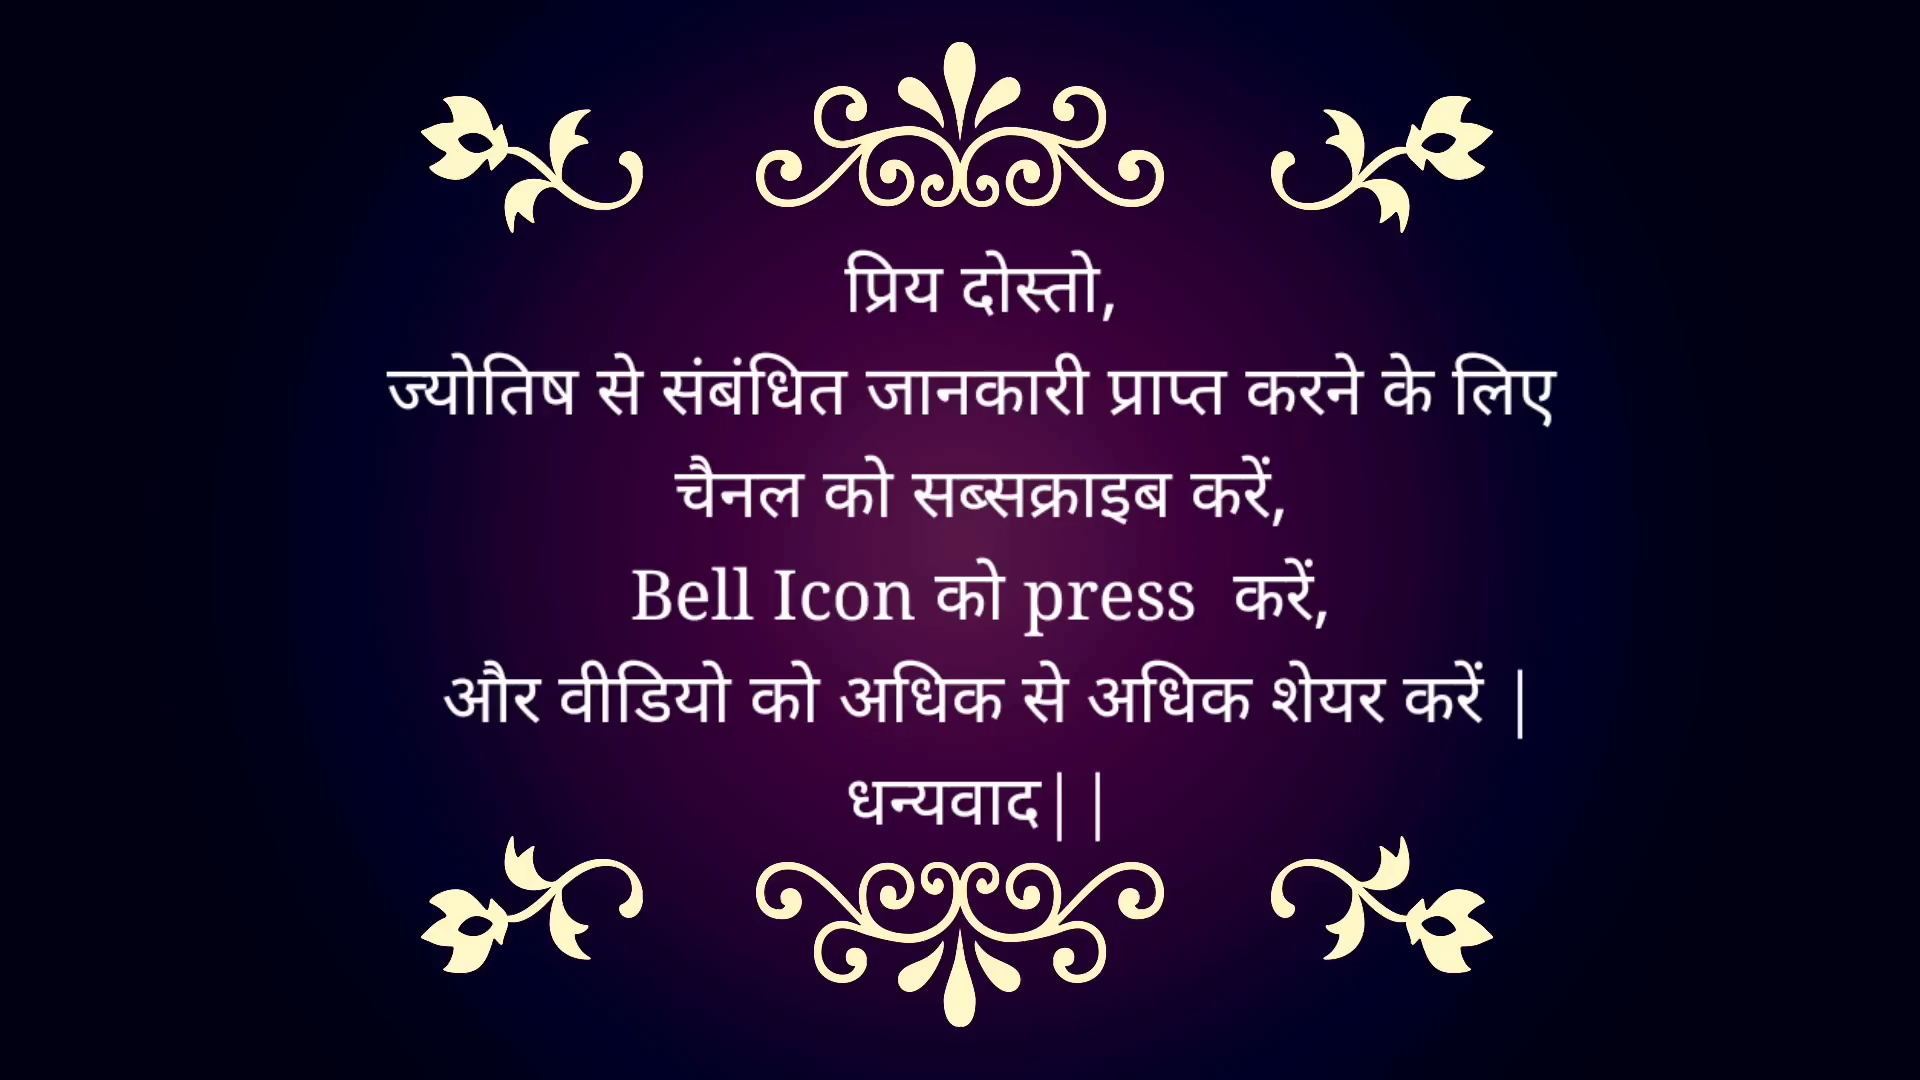 प्रिय दोस्तो,
ज्योतिष से संबंधित जानकारी प्राप्त करने के लिए
चैनल को सब्सक्राइब करें,
Bell Icon को press  करें,
और वीडियो को अधिक से अधिक शेयर करें |
धन्यवाद||